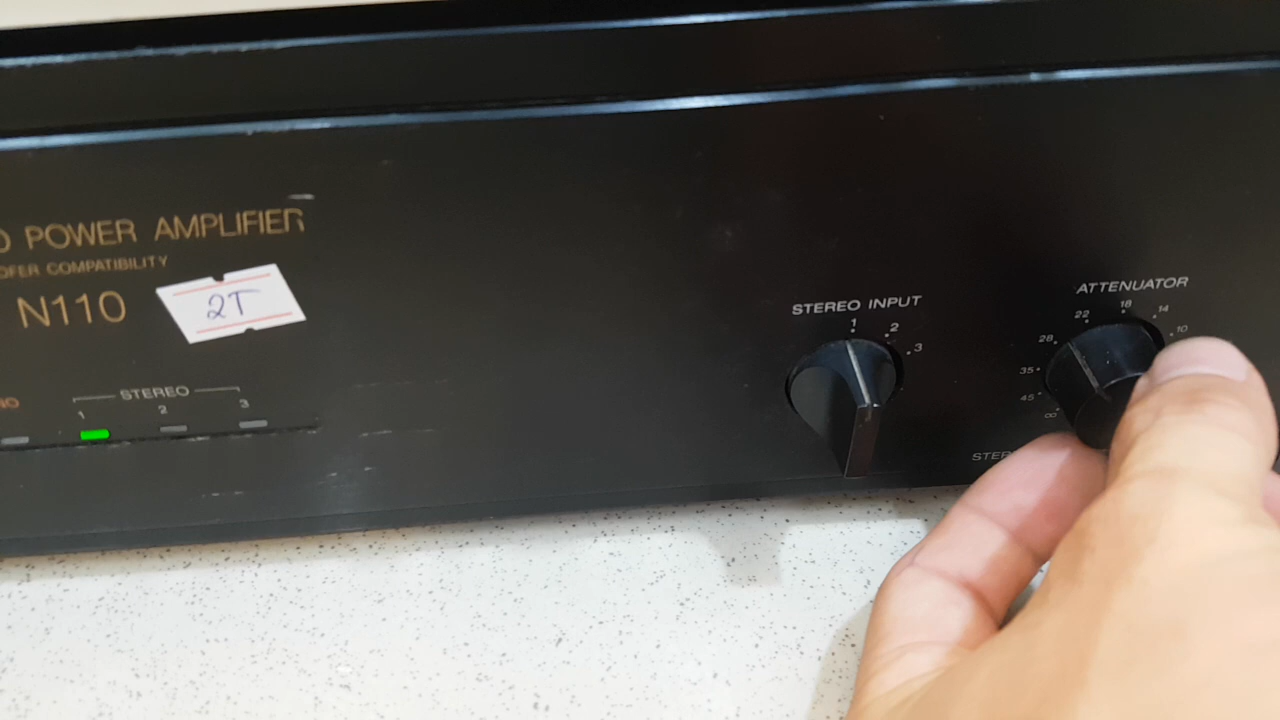 POWER AMPLIFIER
COMPATIBILITY
N110
2T
STEREO
1 2 3
STEREO INPUT
1
2
3
ATTENUATOR
18
22 14
28 10
35
45
∞